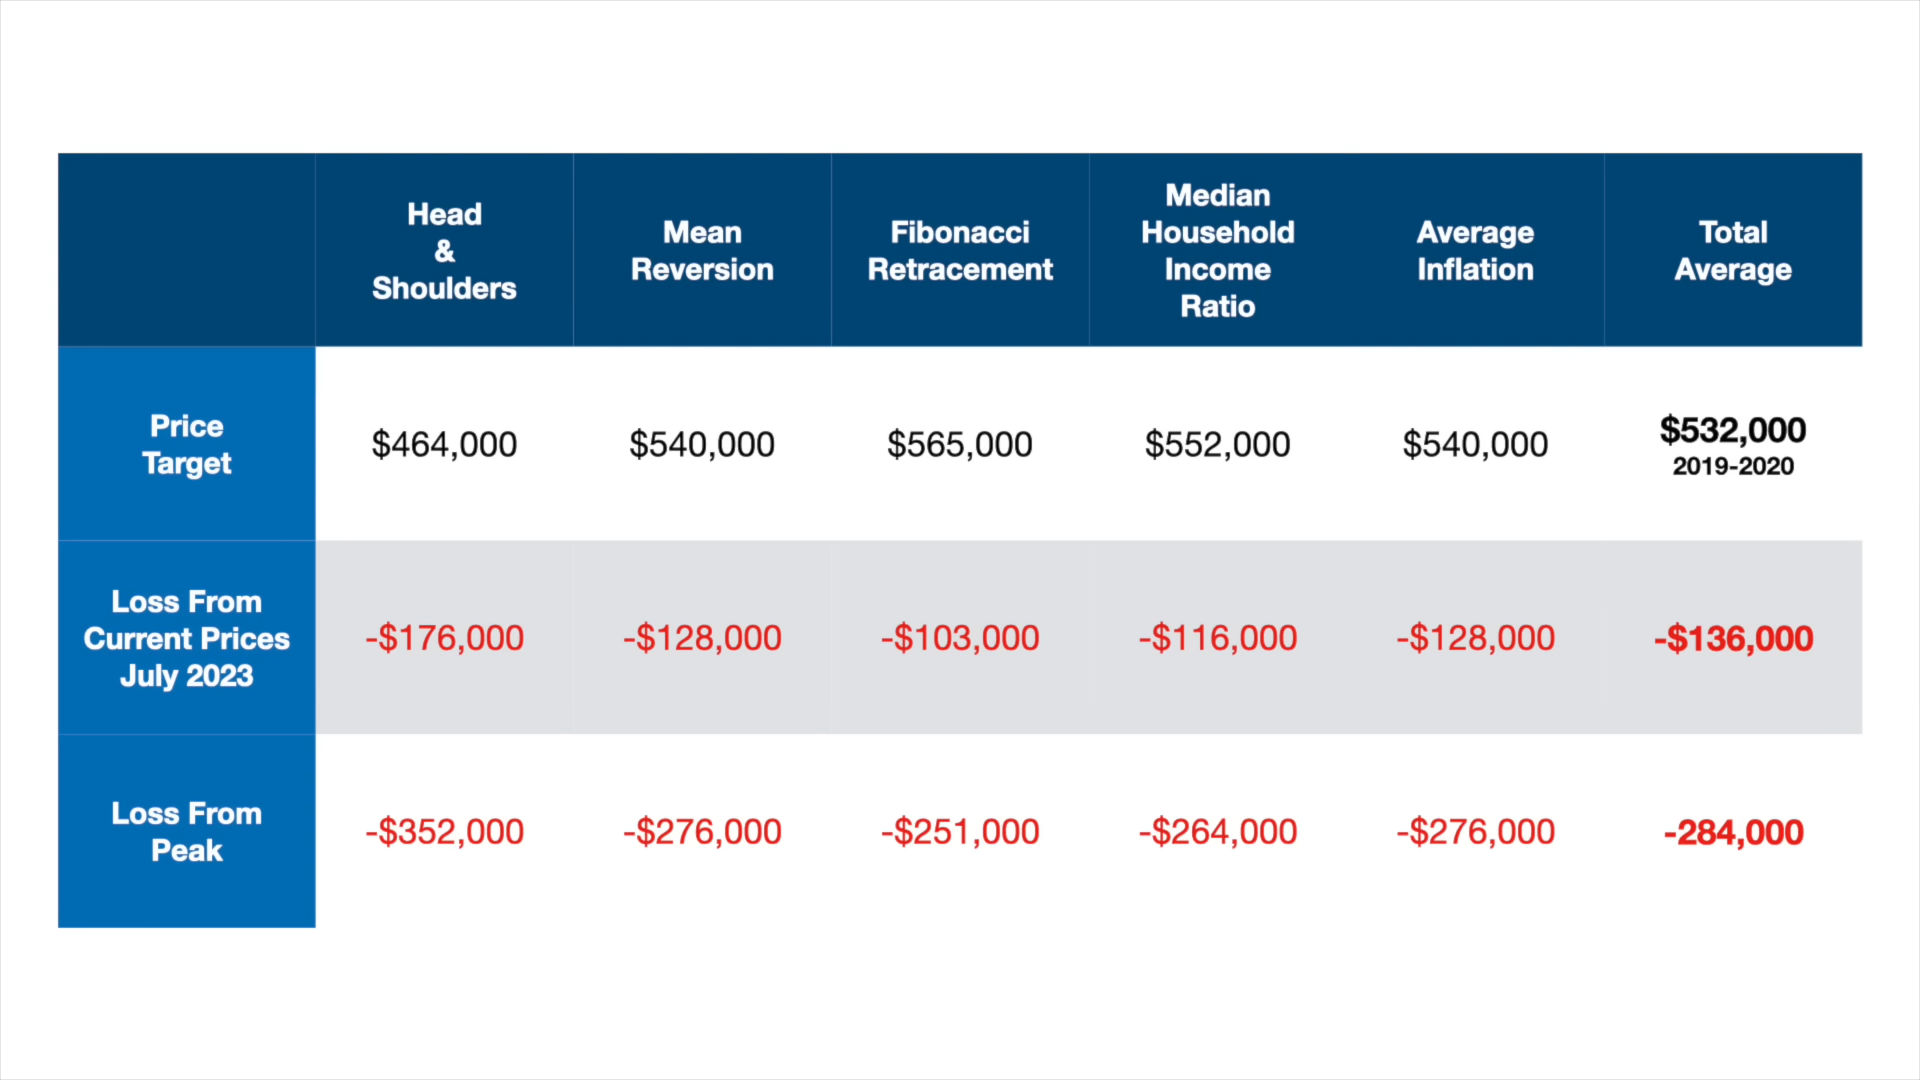 Head
&
Shoulders
Mean
Reversion
Fibonacci
Retracement
Median
Household
Income
Ratio
Average
Inflation
Total
Average
Price
Target
$464,000
$540,000
$565,000
$552,000
$540,000
$532,000
2019-2020
Loss From
Current Prices
July 2023
-$176,000
-$128,000
-$103,000
-$116,000
-$128,000
-$136,000
Loss From
Peak
-$352,000
-$276,000
-$251,000
-$264,000
-$276,000
-284,000